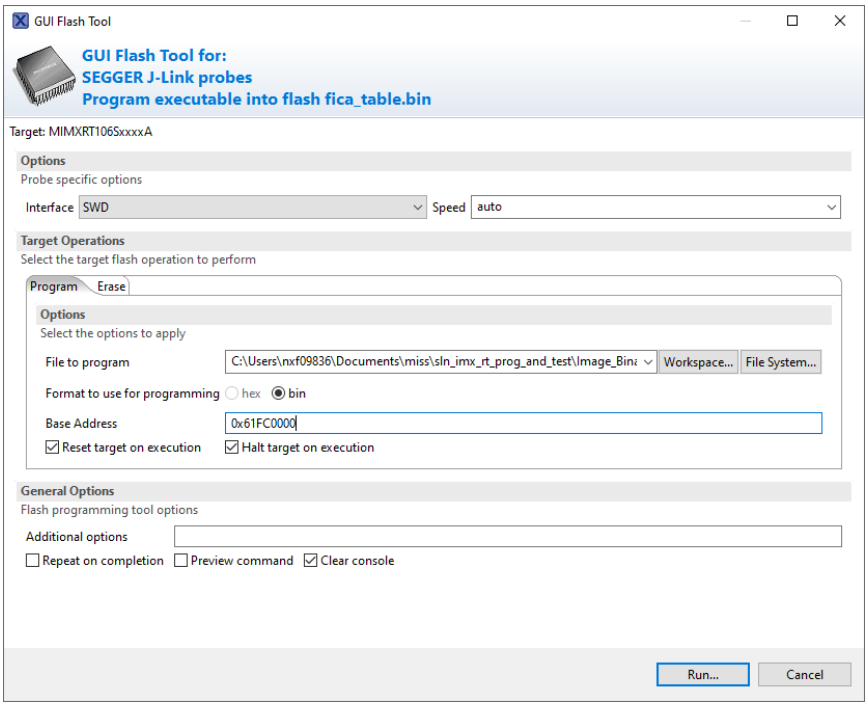 GUI Flash Tool
GUI Flash Tool for:
SEGGER J-Link probes
Program executable into flash fica_table.bin
Target: MIMXRT106SxxxxA
Options
Probe specific options
Interface SWD Speed auto
Target Operations
Select the target flash operation to perform
Program Erase
Options
Select the options to apply
File to program C:\Users\nxf09836\Documents\miss\sln_imx_rt_prog_and_test\Image_Bina Workspace... File System...
Format to use for programming hex bin
Base Address 0x61FC0000
Reset target on execution Halt target on execution
General Options
Flash programming tool options
Additional options
Repeat on completion Preview command Clear console
Run... Cancel